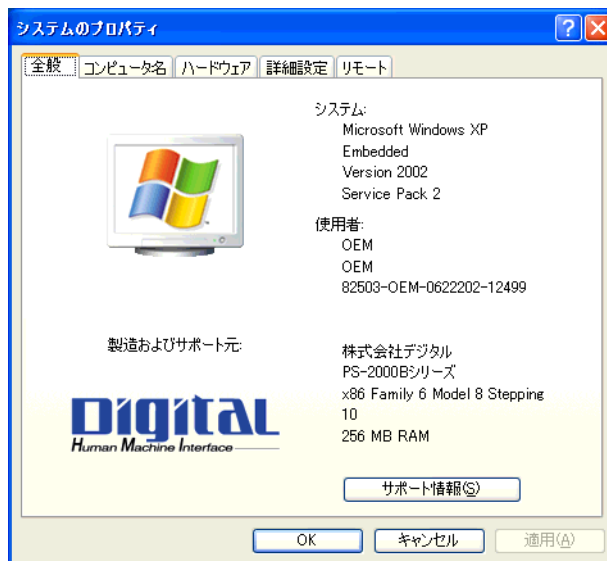 システムのプロパティ
全般
コンピュータ名
ハードウェア
詳細設定
リモート
システム:
Microsoft Windows XP
Embedded
Version 2002
Service Pack 2
使用者:
OEM
OEM
82503-OEM-0622202-12499
製造およびサポート元:
Digital
Human Machine Interface
株式会社デジタル
PS-2000Bシリーズ
x86 Family 6 Model 8 Stepping
10
256 MB RAM
サポート情報(S)
OK
キャンセル
適用(A)